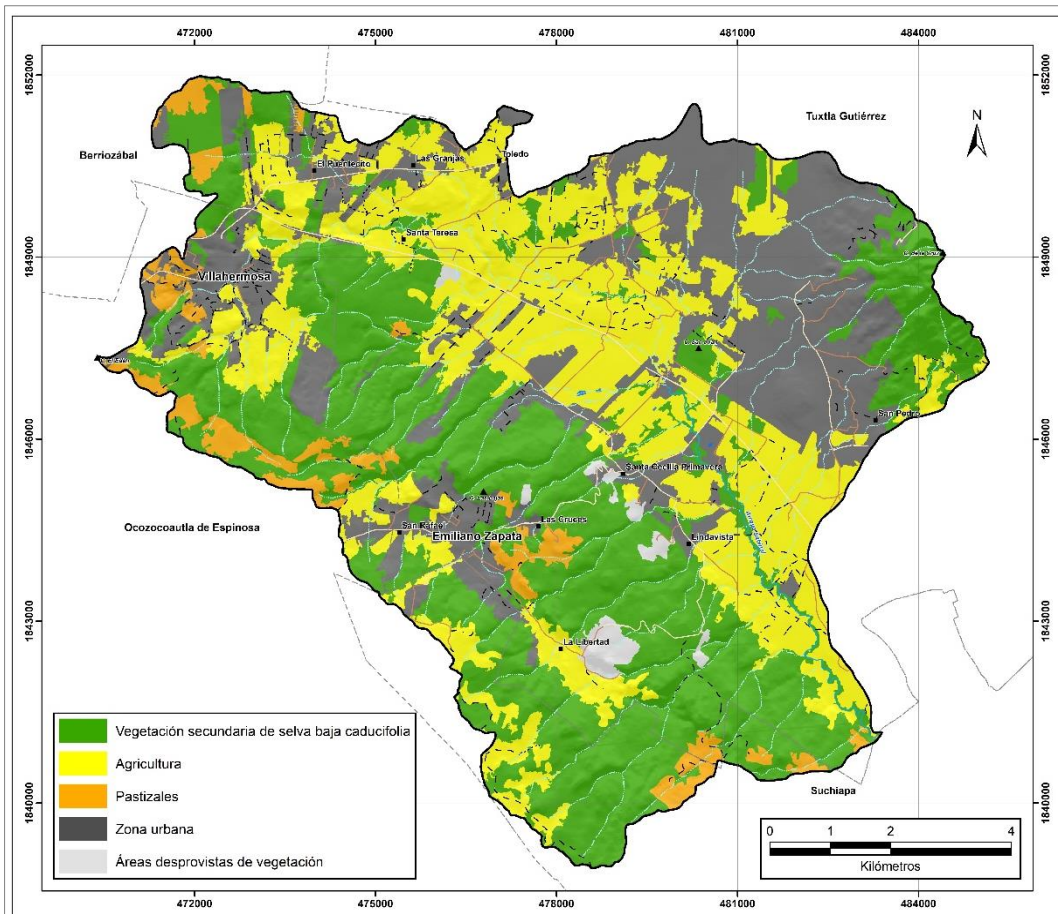 472000 475000 478000 481000 484000
1852000 1852000
Tuxtla Gutiérrez
N
Berriozábal
Las Granjas
Toledo
Santa Teresa
1849000 1849000
Villahermosa
San Pedro
1846000 1846000
Santa Cecilia Primavera
Ocozocoautla de Espinosa
San Rafael
Las Cruces
Emiliano Zapata
Lindavista
1843000 1843000
La Libertad
Vegetación secundaria de selva baja caducifolia
Agricultura
Pastizales
Zona urbana
Áreas desprovistas de vegetación
Suchiapa
1840000 1840000
0 1 2 4
Kilómetros
472000 475000 478000 481000 484000